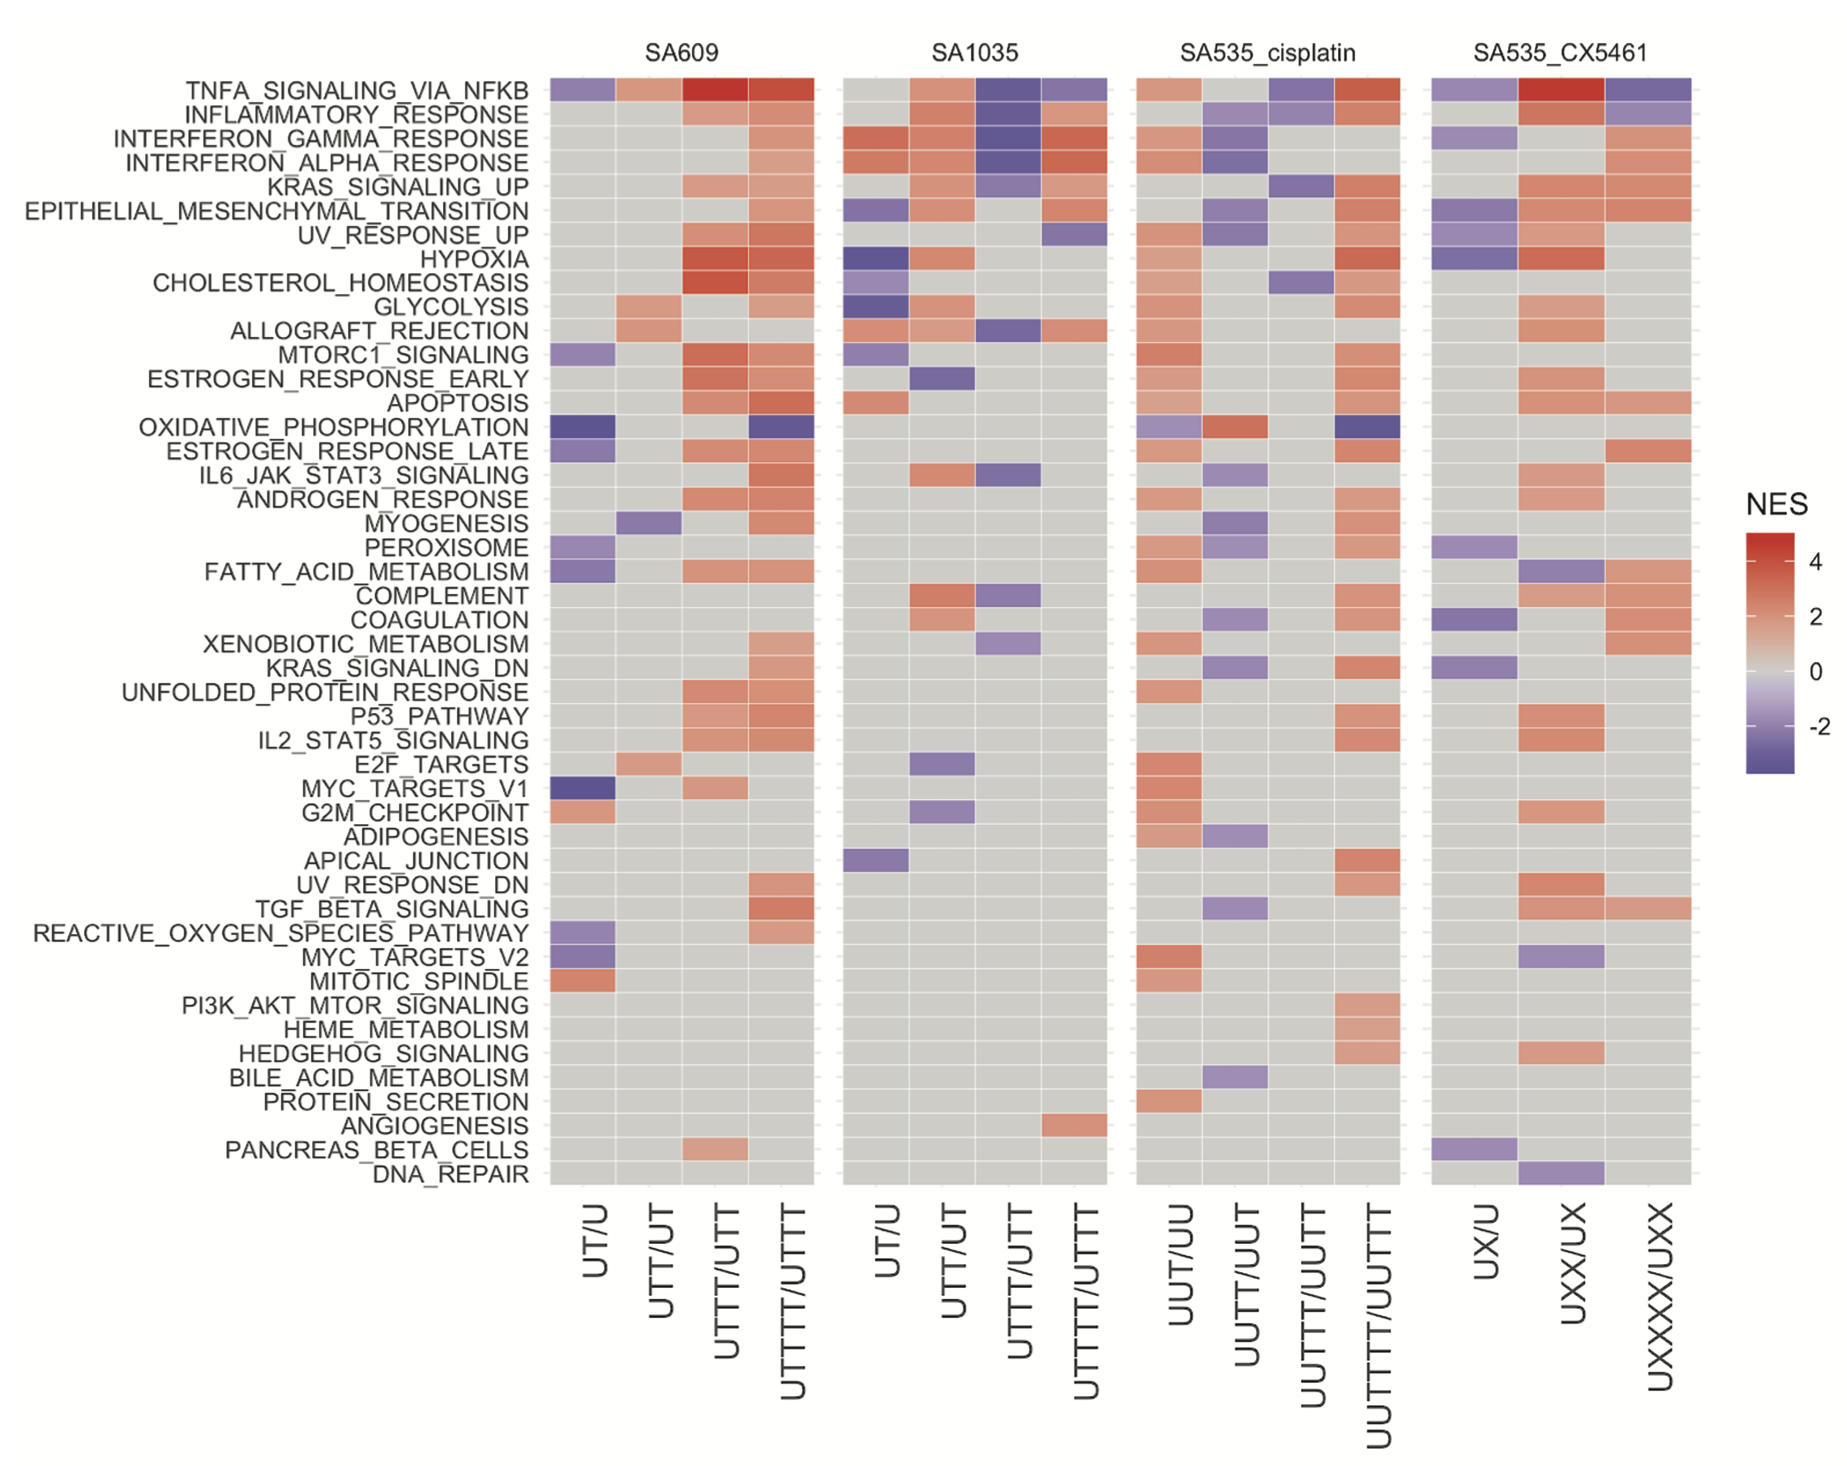 SA609 SA1035 SA535_cisplatin SA535_CX5461
TNFA_SIGNALING_VIA_NFKB
INFLAMMATORY_RESPONSE
INTERFERON_GAMMA_RESPONSE
INTERFERON_ALPHA_RESPONSE
KRAS_SIGNALING_UP
EPITHELIAL_MESENCHYMAL_TRANSITION
UV_RESPONSE_UP
HYPOXIA
CHOLESTEROL_HOMEOSTASIS
GLYCOLYSIS
ALLOGRAFT_REJECTION
MTORC1_SIGNALING
ESTROGEN_RESPONSE_EARLY
APOPTOSIS
OXIDATIVE_PHOSPHORYLATION
ESTROGEN_RESPONSE_LATE
IL6_JAK_STAT3_SIGNALING
ANDROGEN_RESPONSE
MYOGENESIS
PEROXISOME
FATTY_ACID_METABOLISM
COMPLEMENT
COAGULATION
XENOBIOTIC_METABOLISM
KRAS_SIGNALING_DN
UNFOLDED_PROTEIN_RESPONSE
P53_PATHWAY
IL2_STAT5_SIGNALING
E2F_TARGETS
MYC_TARGETS_V1
G2M_CHECKPOINT
ADIPOGENESIS
APICAL_JUNCTION
UV_RESPONSE_DN
TGF_BETA_SIGNALING
REACTIVE_OXYGEN_SPECIES_PATHWAY
MYC_TARGETS_V2
MITOTIC_SPINDLE
PI3K_AKT_MTOR_SIGNALING
HEME_METABOLISM
HEDGEHOG_SIGNALING
BILE_ACID_METABOLISM
PROTEIN_SECRETION
ANGIOGENESIS
PANCREAS_BETA_CELLS
DNA_REPAIR
UT/U
UTT/UT
UTTT/UTT
UTTTT/UTTT
UT/U
UTT/UT
UTTT/UTT
UTTTT/UTTT
UUT/UU
UUTT/UUT
UUTTT/UUTT
UUTTTT/UUTTT
UX/U
UXX/UX
UXXXX/UXX
NES
4
2
0
-2